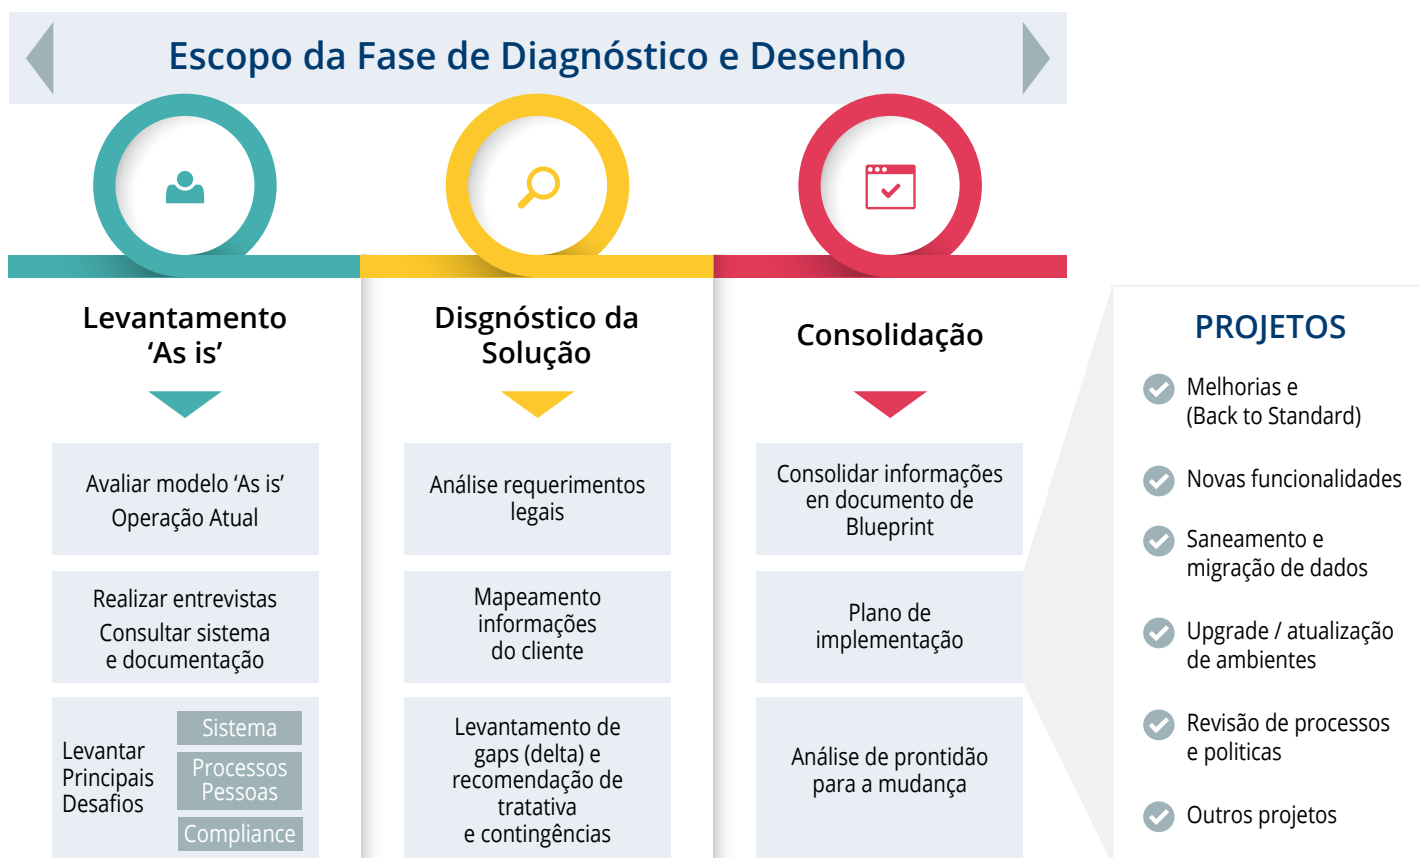 Escopo da Fase de Diagnóstico e Desenho
Levantamento
‘As is’
Avaliar modelo ‘As is’
Operação Atual
Realizar entrevistas
Consultar sistema
e documentação
Levantar
Principais
Desafios
Sistema
Processos
Pessoas
Compliance
Disgnóstico da
Solução
Análise requerimentos
legais
Mapeamento
informações
do cliente
Levantamento de
gaps (delta) e
recomendação de
tratativa
e contingências
Consolidação
Consolidar informações
en documento de
Blueprint
Plano de
implementação
Análise de prontidão
para a mudança
PROJETOS
Melhorias e
(Back to Standard)
Novas funcionalidades
Saneamento e
migração de dados
Upgrade / atualização
de ambientes
Revisão de processos
e politicas
Outros projetos